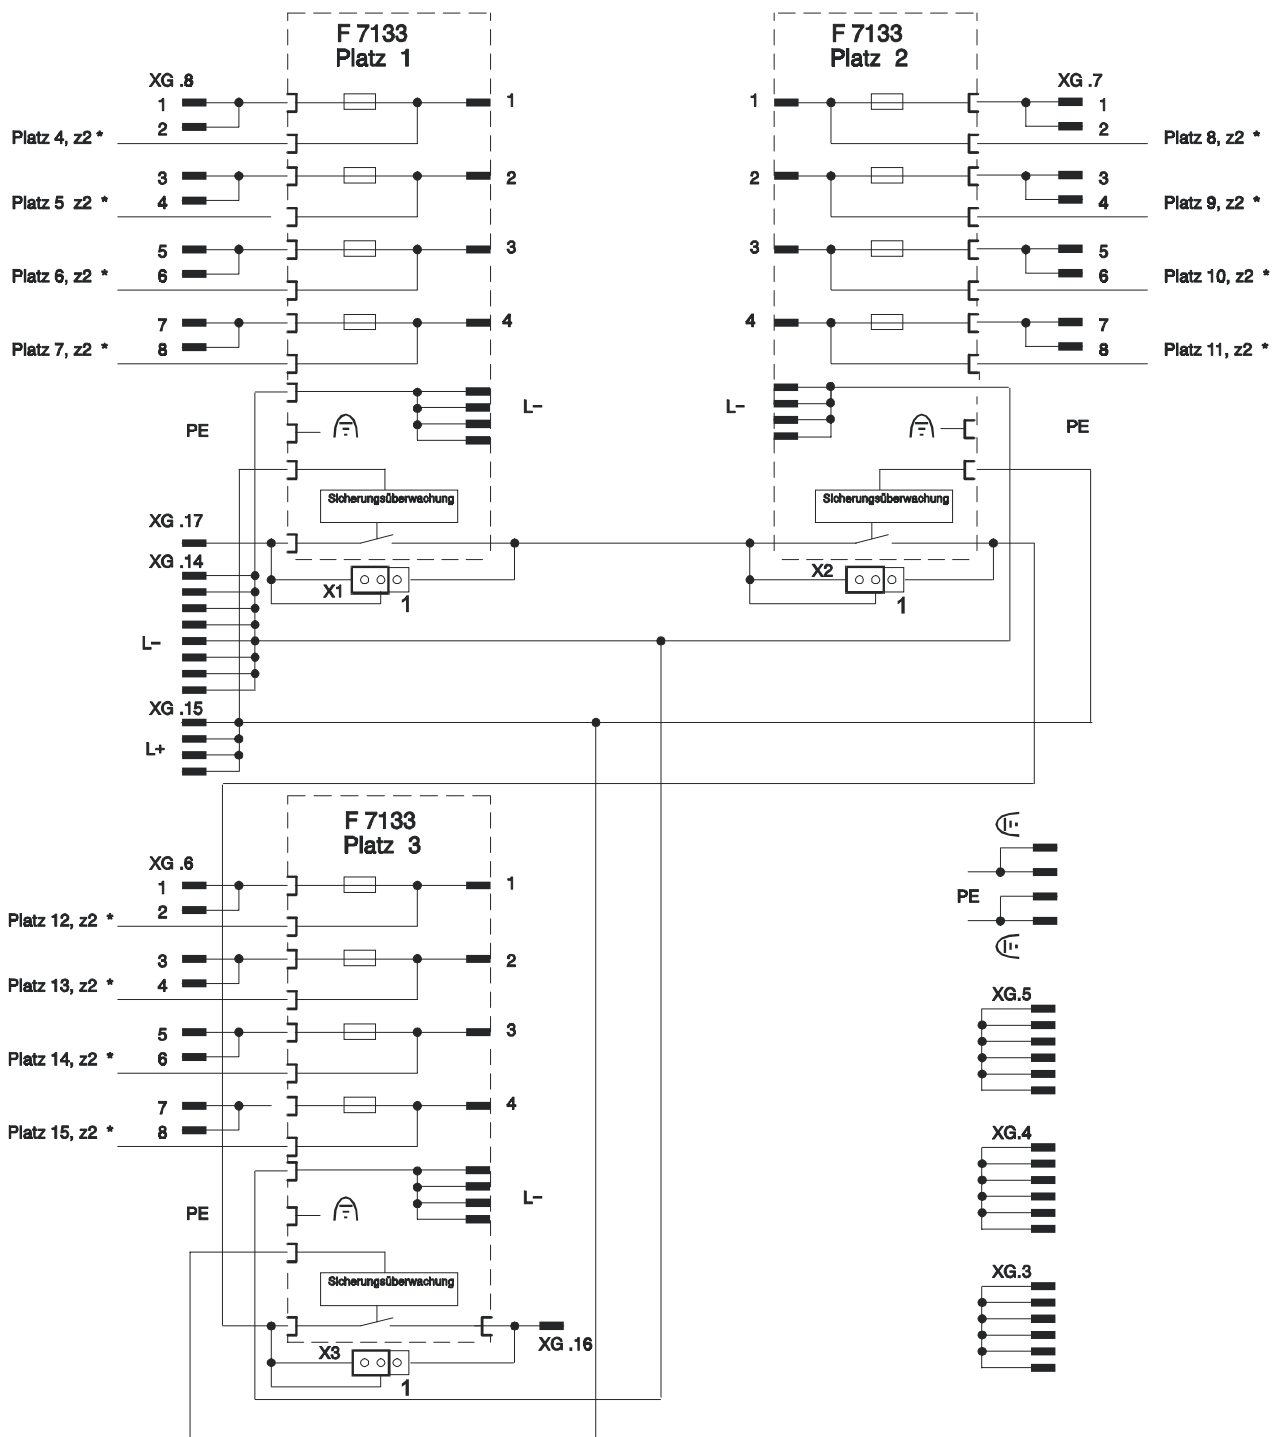 F 7133
Platz 1
XG .8
1
2
Platz 4, z2 *
3
4
Platz 5 z2 *
5
6
Platz 6, z2 *
7
8
Platz 7, z2 *
1
2
3
4
L-
PE
Sicherungsüberwachung
XG .17
XG .14
X1
1
L-
XG .15
L+
F 7133
Platz 2
XG .7
1
1
2
Platz 8, z2 *
2
3
4
Platz 9, z2 *
3
5
6
Platz 10, z2 *
4
7
8
Platz 11, z2 *
L-
PE
Sicherungsüberwachung
X2
1
F 7133
Platz 3
XG .6
1
2
Platz 12, z2 *
3
4
Platz 13, z2 *
5
6
Platz 14, z2 *
7
8
Platz 15, z2 *
1
2
3
4
L-
PE
Sicherungsüberwachung
X3
1
XG .16
PE
XG.5
XG.4
XG.3